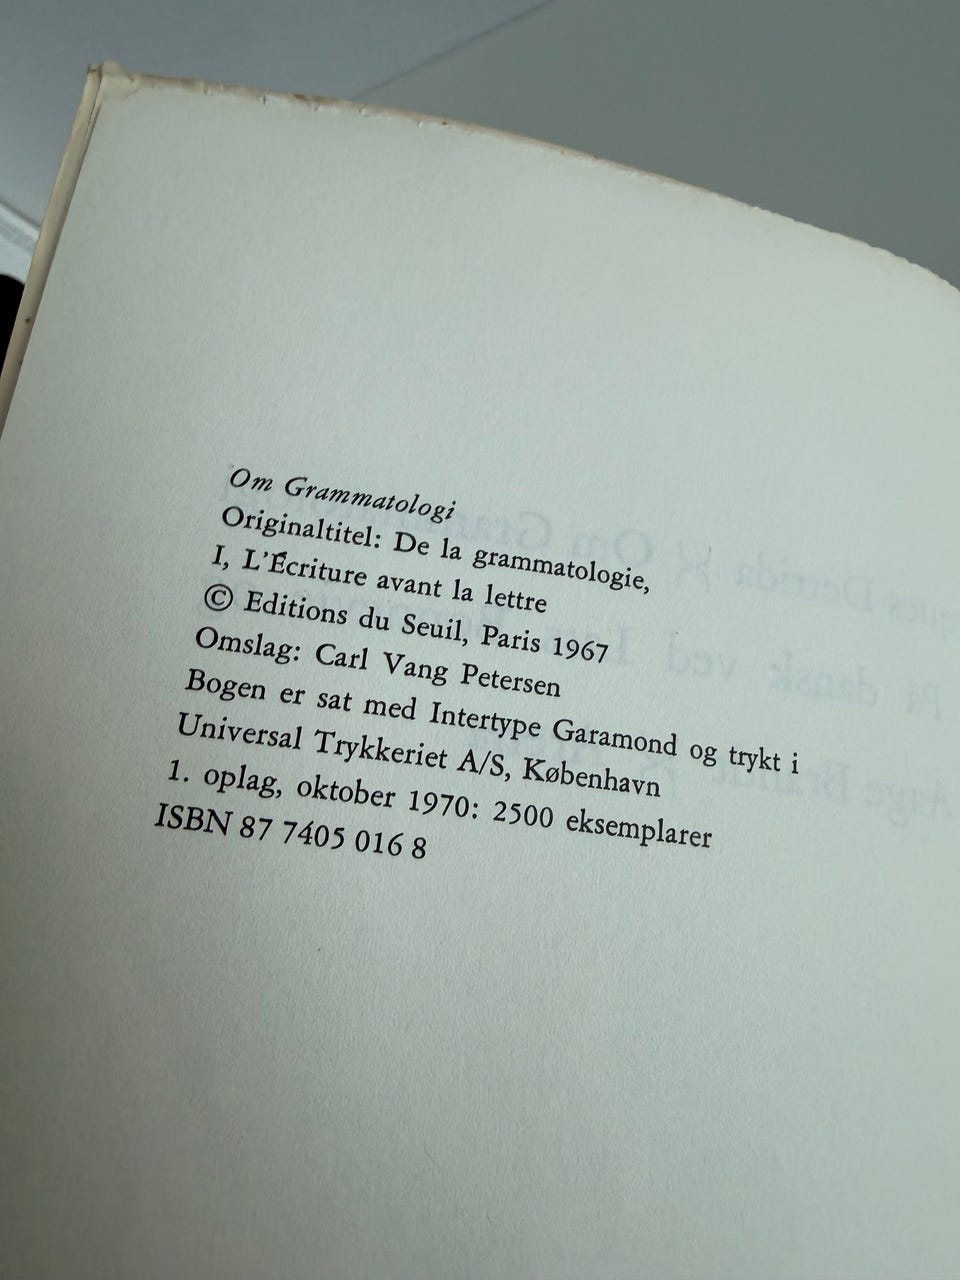 Om Grammatologi
Originaltitel: De la grammatologie,
I, L'Écriture avant la lettre
© Editions du Seuil, Paris 1967
Omslag: Carl Vang Petersen
Bogen er sat med Intertype Garamond og trykt i
Universal Trykkeriet A/S, København
1. oplag, oktober 1970: 2500 eksemplarer
ISBN 87 7405 016 8